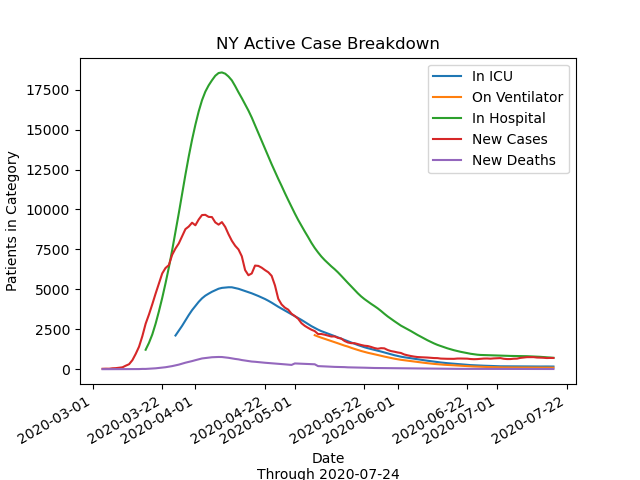 NY Active Case Breakdown
In ICU
On Ventilator
In Hospital
New Cases
New Deaths
Patients in Category
17500
15000
12500
10000
7500
5000
2500
0
2020-03-01
2020-03-22
2020-04-01
2020-04-22
2020-05-01
2020-05-22
2020-06-01
2020-06-22
2020-07-01
2020-07-22
Date
Through 2020-07-24